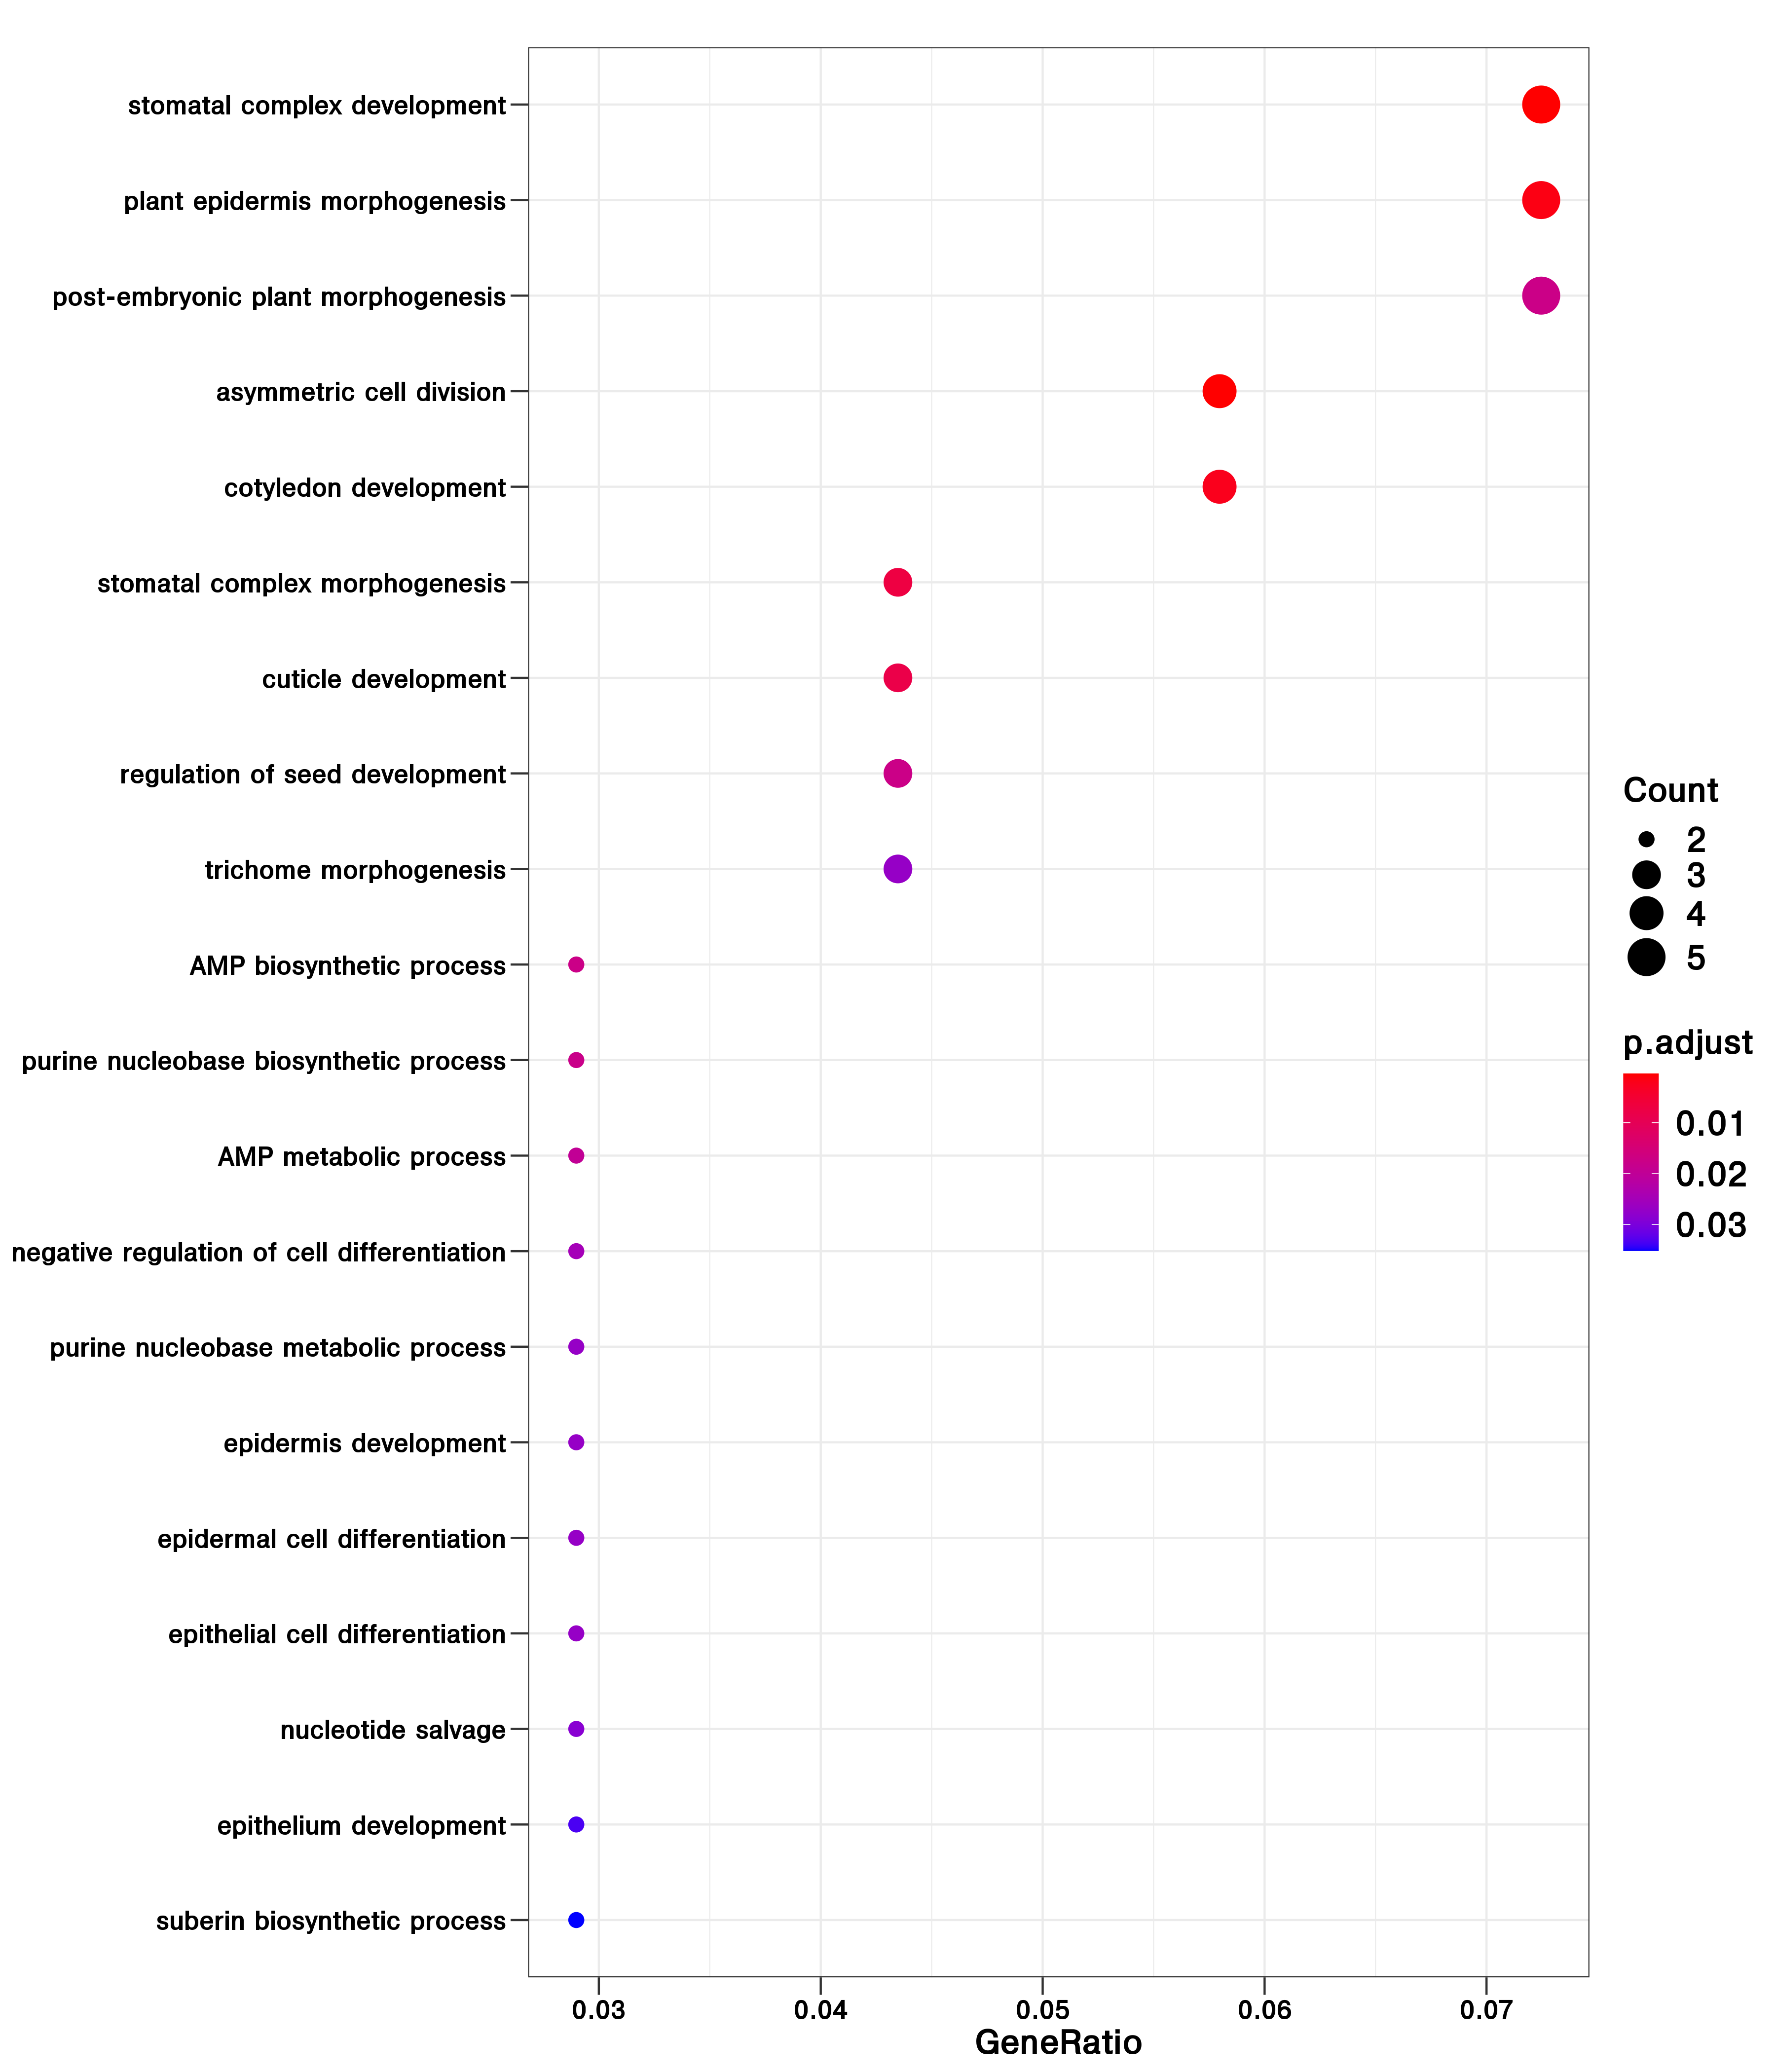 stomatal complex development
plant epidermis morphogenesis
post-embryonic plant morphogenesis
asymmetric cell division
cotyledon development
stomatal complex morphogenesis
cuticle development
regulation of seed development
trichome morphogenesis
AMP biosynthetic process
purine nucleobase biosynthetic process
AMP metabolic process
negative regulation of cell differentiation
purine nucleobase metabolic process
epidermis development
epidermal cell differentiation
epithelial cell differentiation
nucleotide salvage
epithelium development
suberin biosynthetic process
0.03 0.04 0.05 0.06 0.07
GeneRatio
Count
2
3
4
5
p.adjust
0.01
0.02
0.03